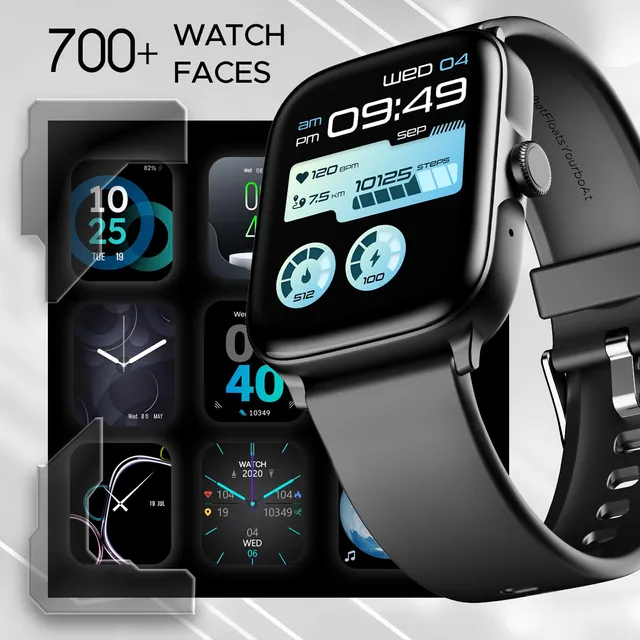 700+ WATCH
FACES
WED 04
am
pm 09:49
SEP
120 BPM
7.5 KM
10125 STEPS
512
100
WhatFloatsYourboAt
82%
10
25
TUE 19
Wed 06 MAY
40
10349
19 JUL
WATCH
2020
104
104
19
10349
04
WED
06